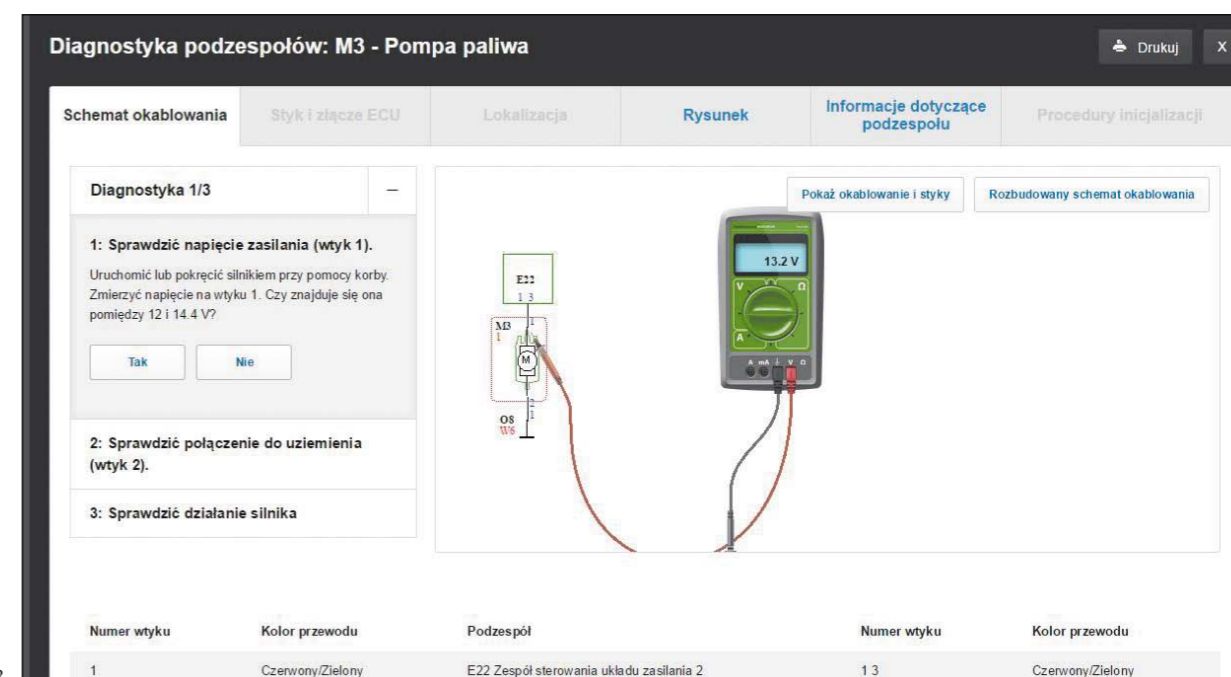 Diagnostyka podzespołów: M3 - Pompa paliwa
Drukuj X
Schemat okablowania
Styk i złącze ECU
Lokalizacja
Rysunek
Informacje dotyczące
podzespołu
Procedury inicjalizacji
Diagnostyka 1/3 –
1: Sprawdzić napięcie zasilania (wtyk 1).
Uruchomić lub pokręcić silnikiem przy pomocy korby.
Zmierzyć napięcie na wtyku 1. Czy znajduje się ona
pomiędzy 12 i 14.4 V?
Tak Nie
2: Sprawdzić połączenie do uziemienia
(wtyk 2).
3: Sprawdzić działanie silnika
Pokaż okablowanie i styky
Rozbudowany schemat okablowania
E22
1 3
M3 1
1
M
2
O8 1
W6
13.2 V
V Ω
A
A mA V Ω
Numer wtyku Kolor przewodu Podzespół Numer wtyku Kolor przewodu
1 Czerwony/Zielony E22 Zespół sterowania układu zasilania 2 1 3 Czerwony/Zielony